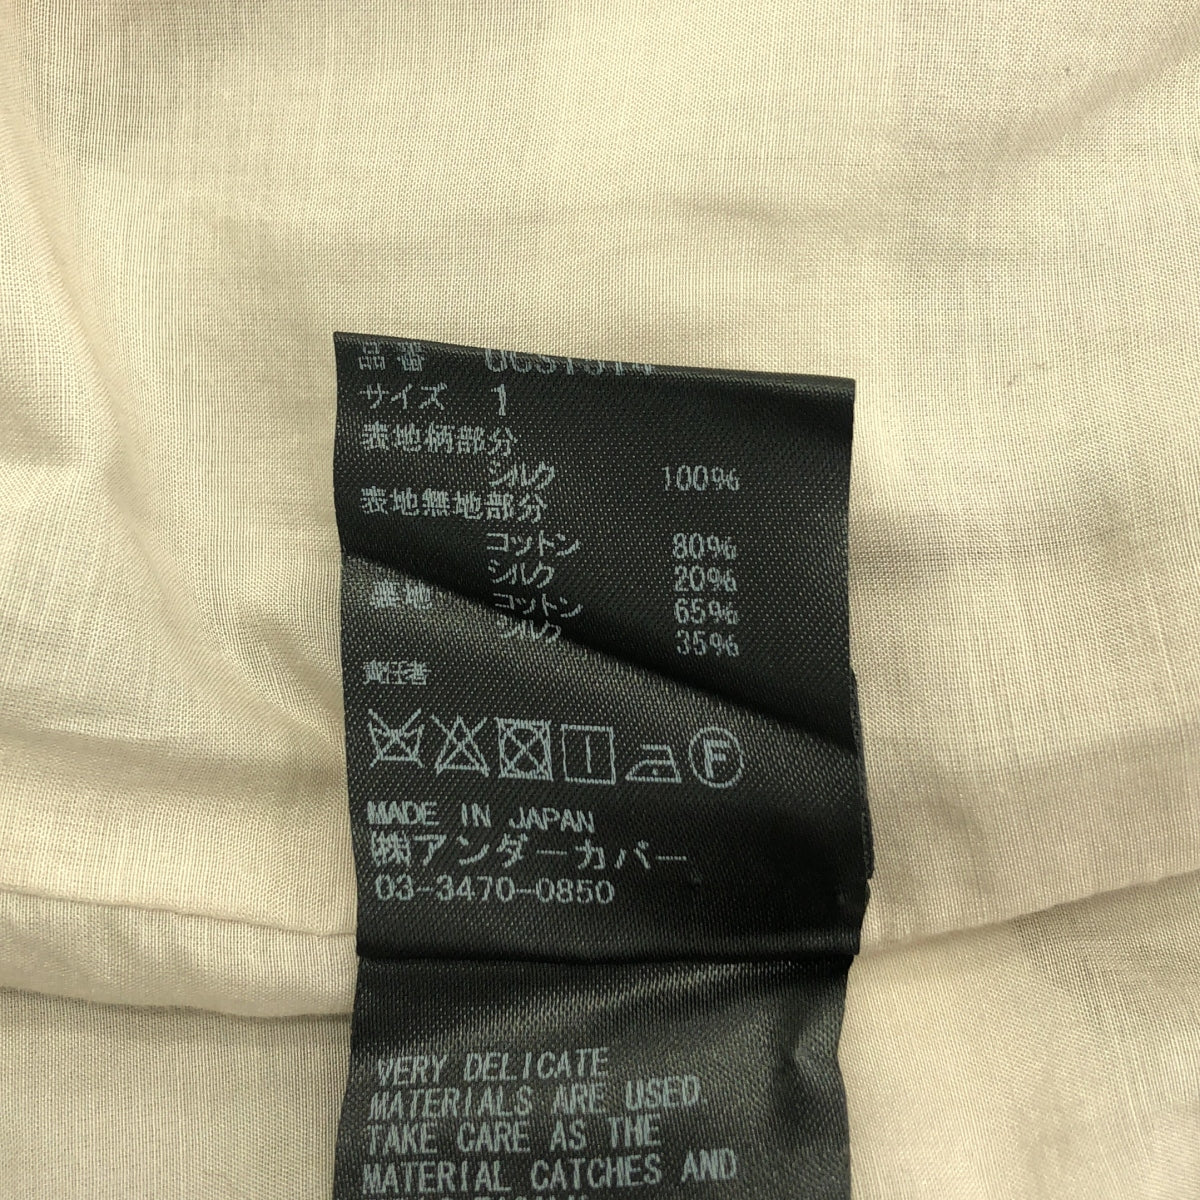 品番
サイズ 1
表地柄部分
シルク 100%
表地無地部分
コットン 80%
シルク 20%
裏地 コットン 65%
シルク 35%
責任者
F
MADE IN JAPAN
㈱アンダーカバー
03-3470-0850
VERY DELICATE
MATERIALS ARE USED
TAKE CARE AS THE
MATERIAL CATCHES AND